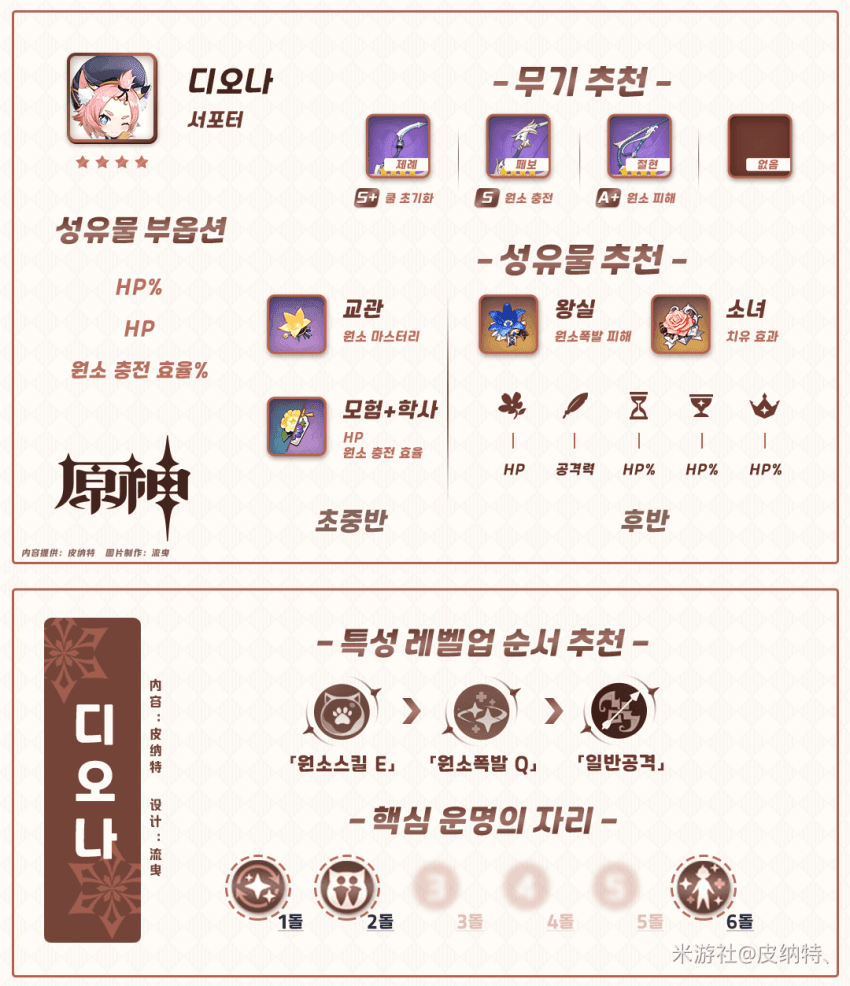 디오나
서포터
성유물 부옵션
HP%
HP
원소 충전 효율%
原神
内容提供：皮纳特 图片制作：流曳
- 무기 추천 -
제례
페보
절현
없음
S+ 쿨 초기화
S 원소 충전
A+ 원소 피해
- 성유물 추천 -
교관
원소 마스터리
모험+학사
HP
원소 충전 효율
초중반
왕실
원소폭발 피해
소녀
치유 효과
HP
공격력
HP%
HP%
HP%
후반
디오나
内容：皮纳特 设计：流曳
- 특성 레벨업 순서 추천 -
「원소스킬 E」
「원소폭발 Q」
「일반공격」
- 핵심 운명의 자리 -
3
4
5
1돌
2돌
3돌
4돌
5돌
6돌
米游社@皮纳特、